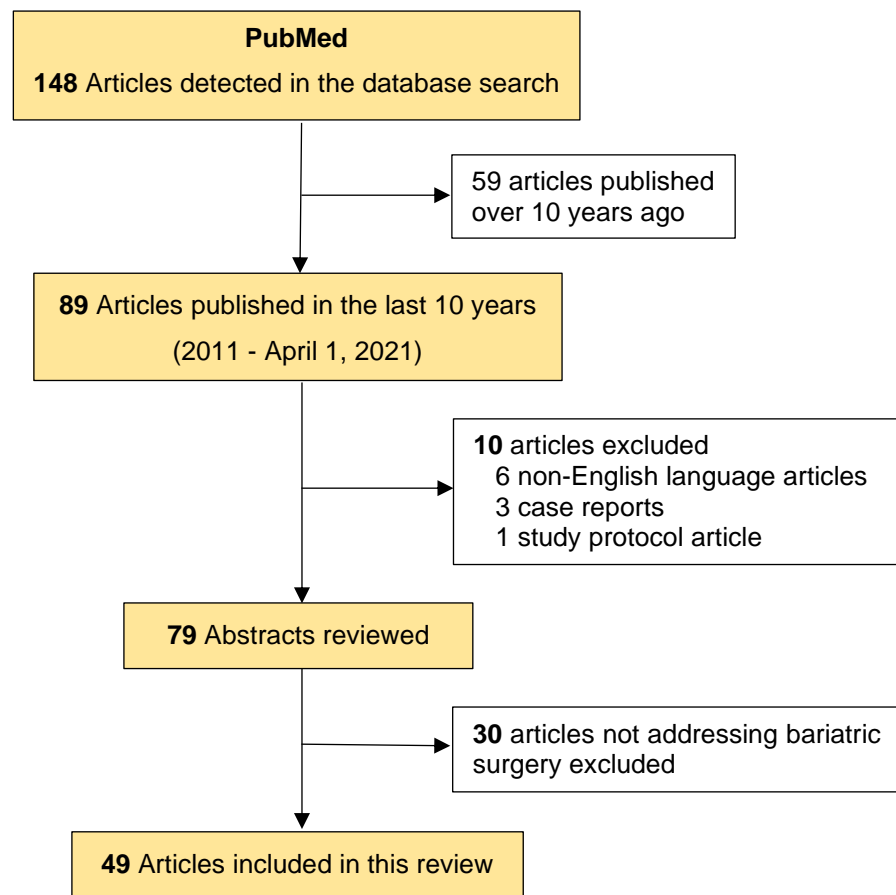 PubMed
148 Articles detected in the database search
59 articles published
over 10 years ago
89 Articles published in the last 10 years
(2011 - April 1, 2021)
10 articles excluded
6 non-English language articles
3 case reports
1 study protocol article
79 Abstracts reviewed
30 articles not addressing bariatric
surgery excluded
49 Articles included in this review